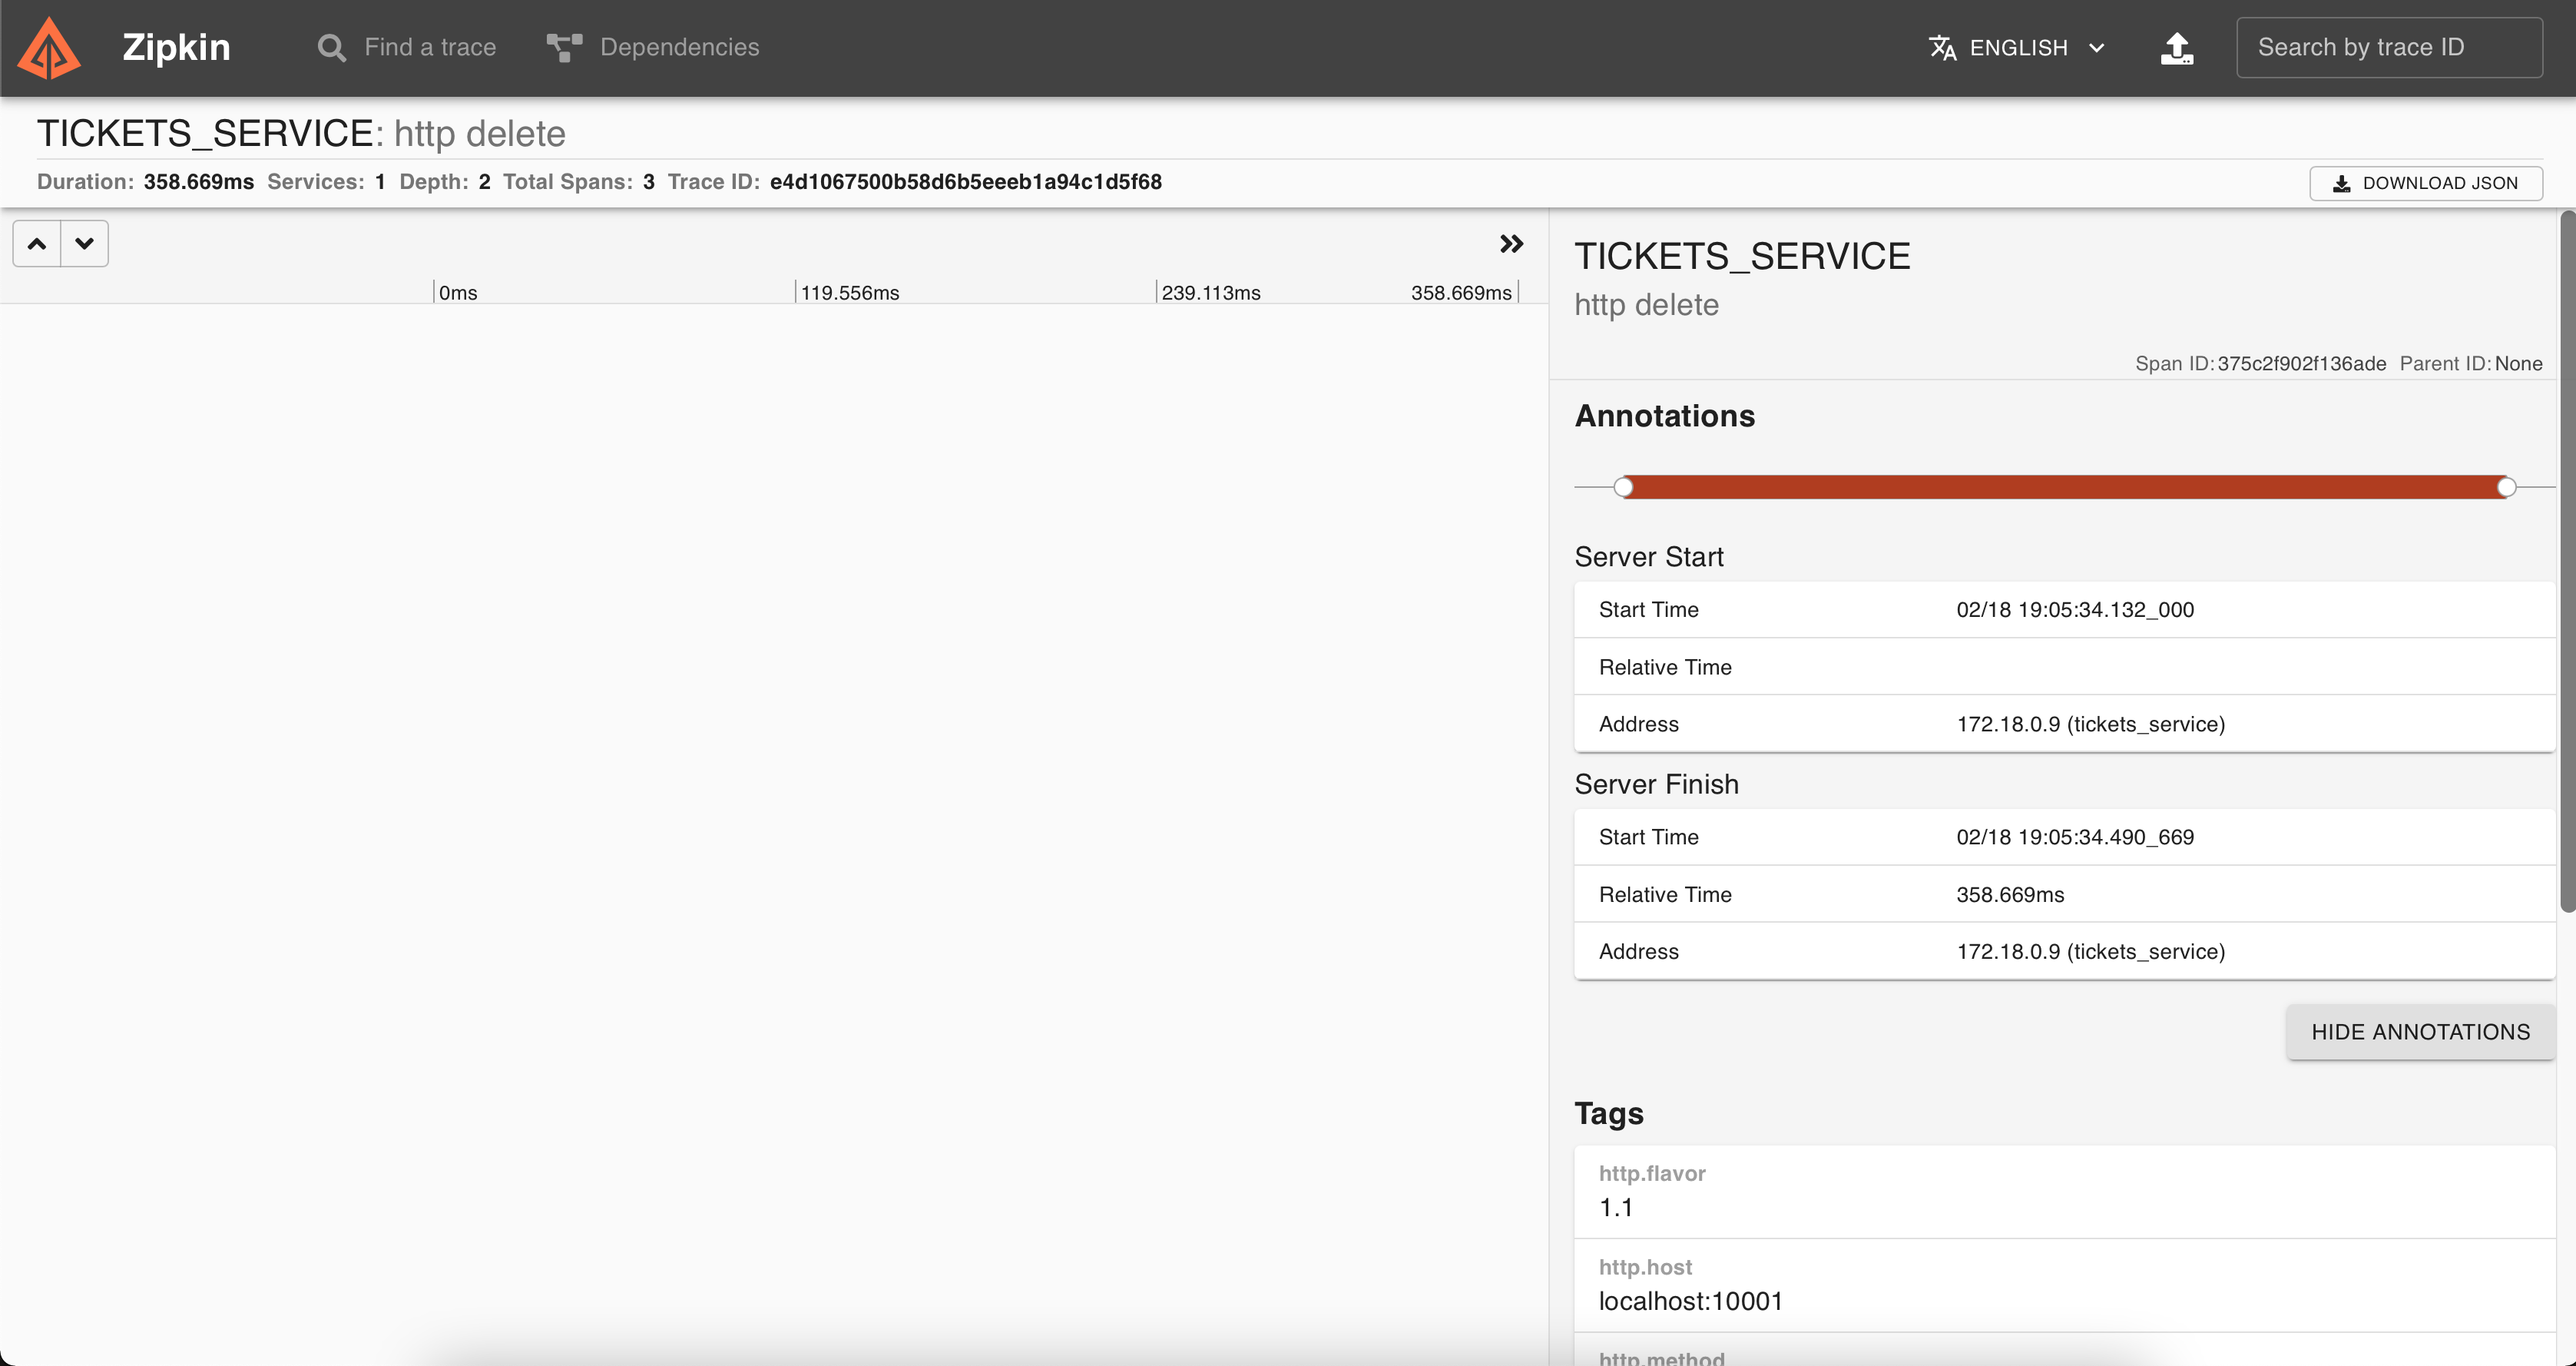 Zipkin
Find a trace
Dependencies
ENGLISH
Search by trace ID
TICKETS_SERVICE: http delete
Duration: 358.669ms Services: 1 Depth: 2 Total Spans: 3 Trace ID: e4d1067500b58d6b5eeeb1a94c1d5f68
DOWNLOAD JSON
0ms
119.556ms
239.113ms
358.669ms
TICKETS_SERVICE
http delete
Span ID: 375c2f902f136ade Parent ID: None
Annotations
Server Start
Start Time 02/18 19:05:34.132_000
Relative Time
Address 172.18.0.9 (tickets_service)
Server Finish
Start Time 02/18 19:05:34.490_669
Relative Time 358.669ms
Address 172.18.0.9 (tickets_service)
HIDE ANNOTATIONS
Tags
http.flavor
1.1
http.host
localhost:10001
http.method